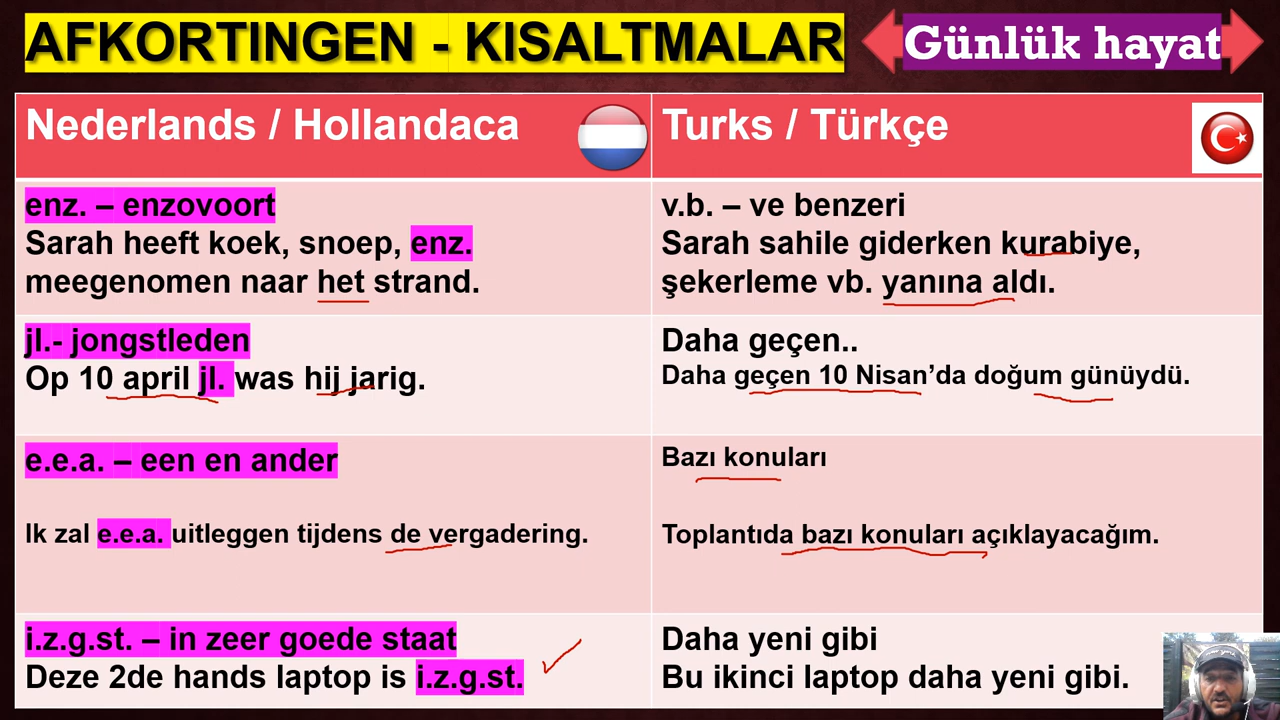 AFKORTINGEN - KISALTMALAR
Günlük hayat
Nederlands / Hollandaca
Turks / Türkçe
enz. – enzovoort
Sarah heeft koek, snoep, enz.
meegenomen naar het strand.
v.b. – ve benzeri
Sarah sahile giderken kurabiye,
şekerleme vb. yanına aldı.
jl.- jongstleden
Op 10 april jl. was hij jarig.
Daha geçen..
Daha geçen 10 Nisan’da doğum günüydü.
e.e.a. – een en ander
Ik zal e.e.a. uitleggen tijdens de vergadering.
Bazı konuları
Toplantıda bazı konuları açıklayacağım.
i.z.g.st. – in zeer goede staat
Deze 2de hands laptop is i.z.g.st.
Daha yeni gibi
Bu ikinci laptop daha yeni gibi.